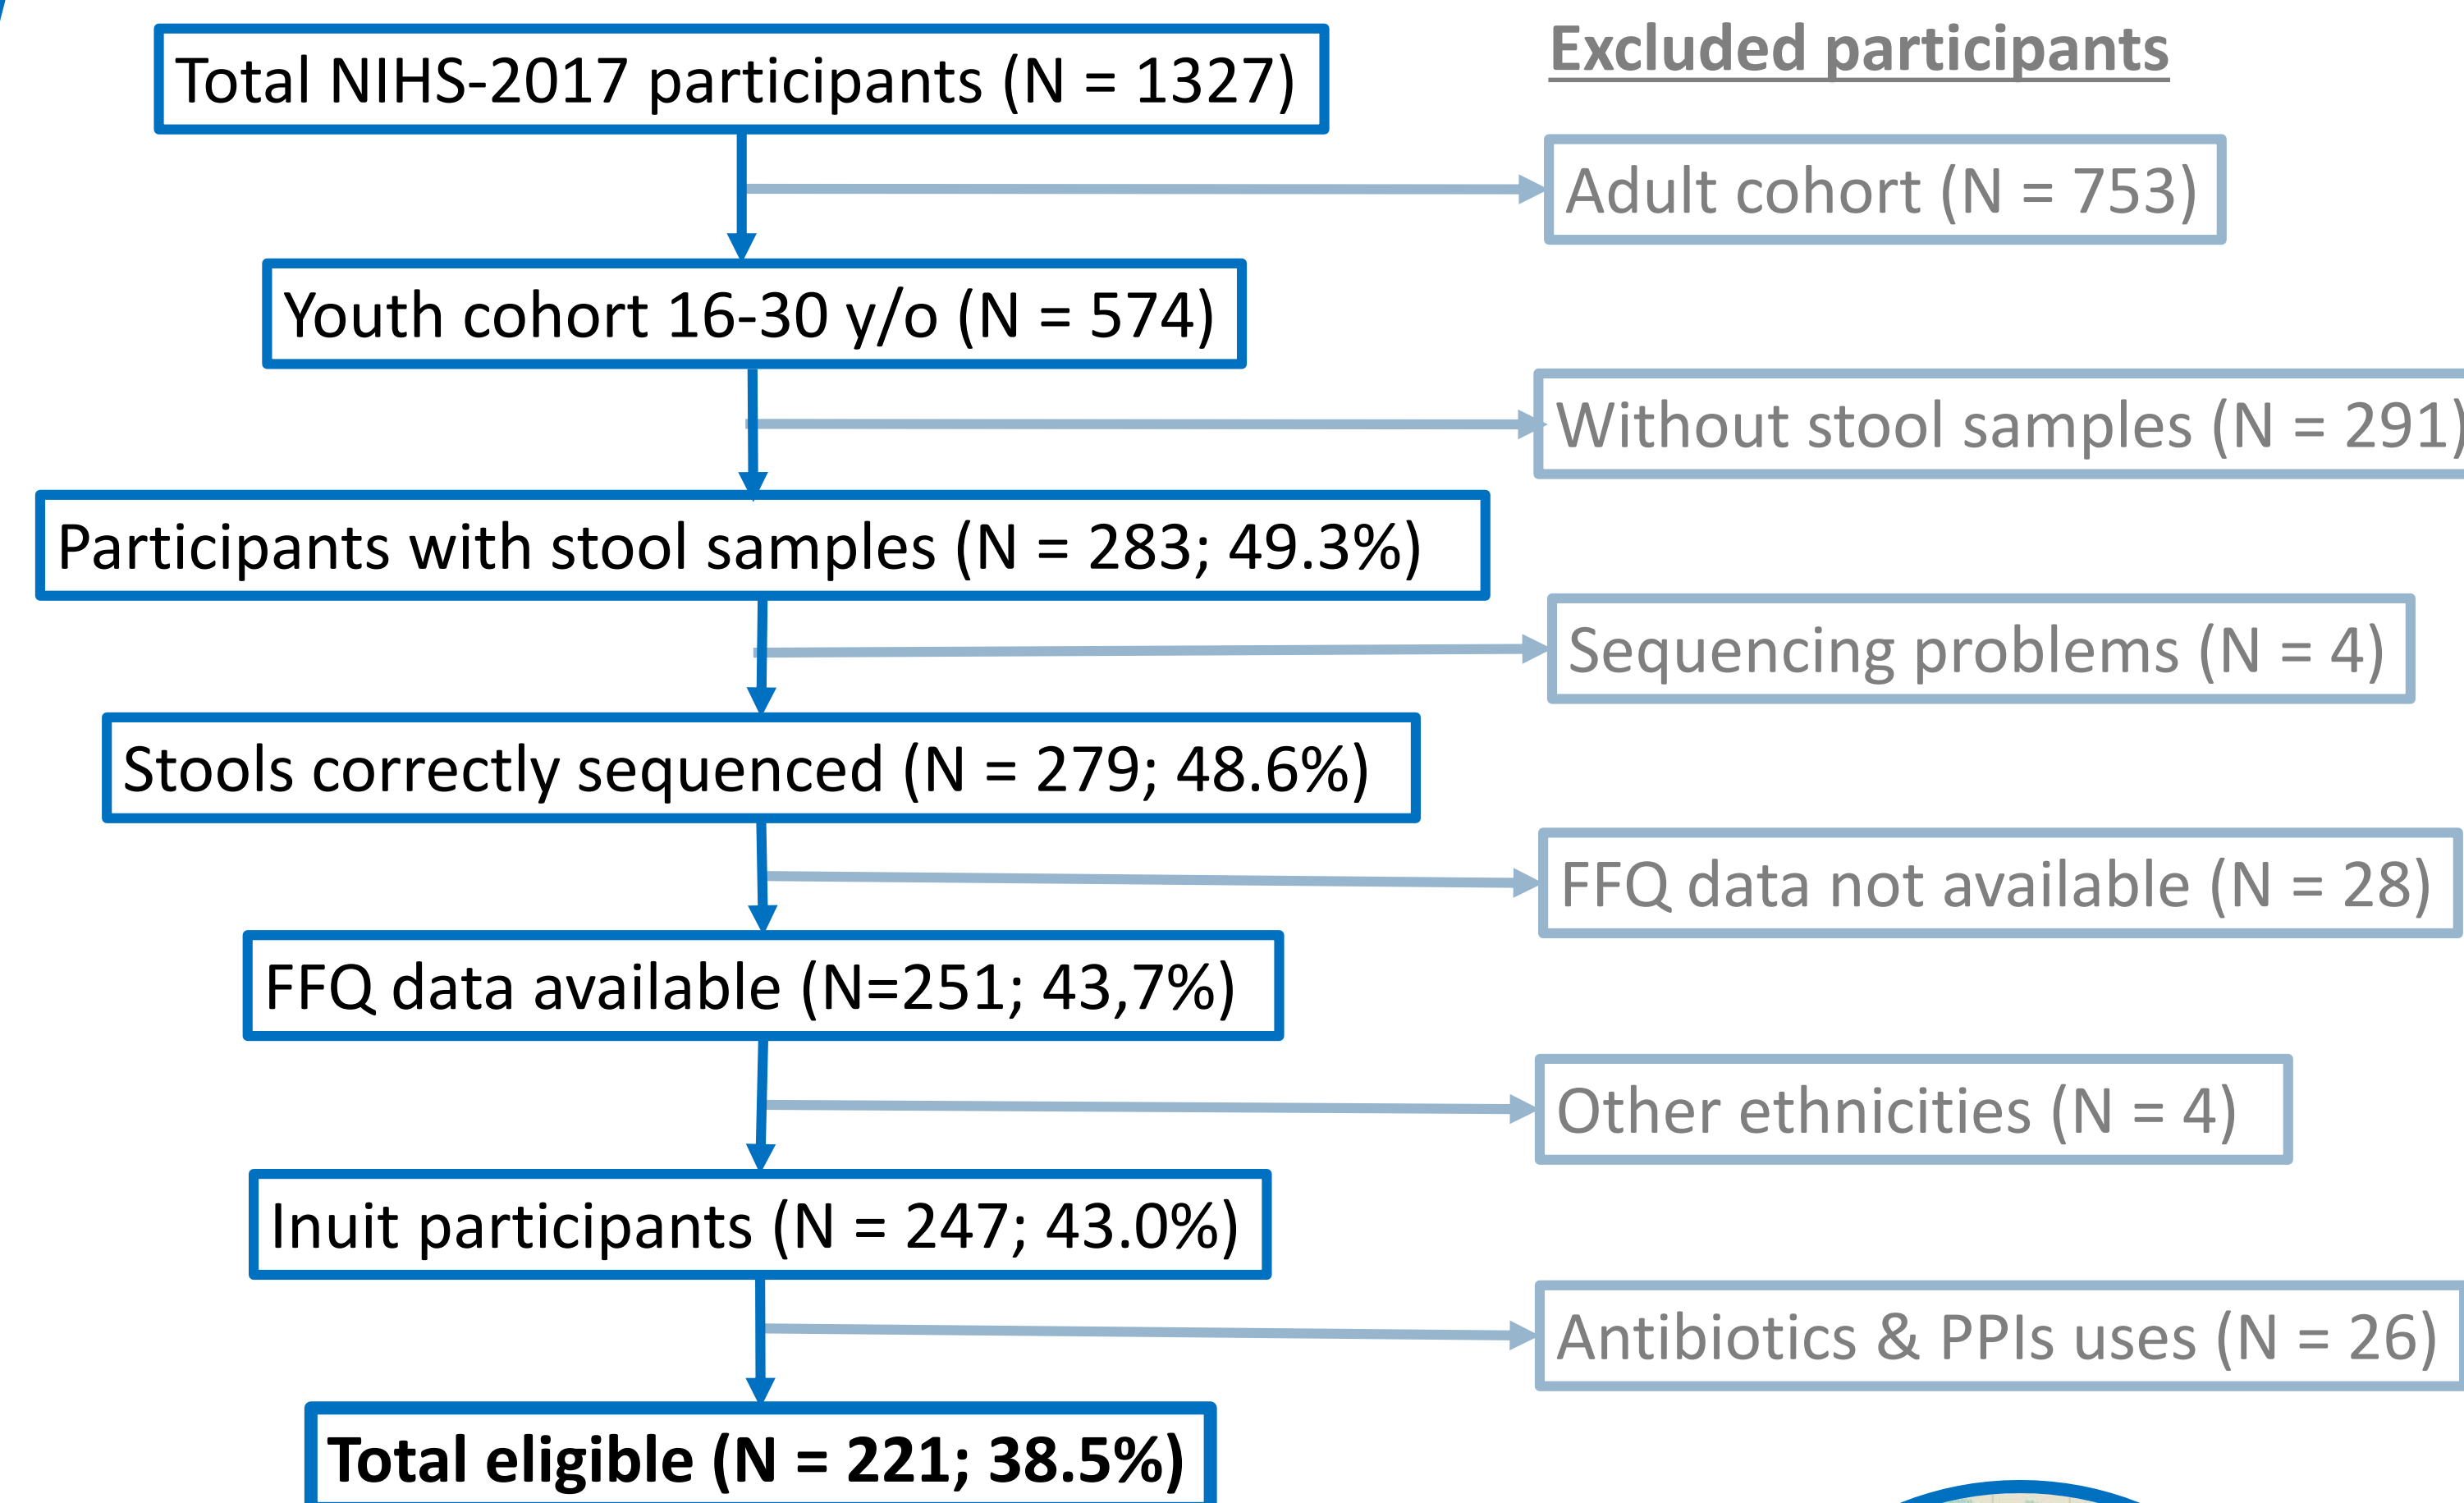 Total NHS-2017 participants (N = 1327)
Excluded participants
Adult cohort (N = 753)
Youth cohort 16-30 y/o (N = 574)
Without stool samples (N = 291)
Participants with stool samples (N = 283; 49.3%)
Sequencing problems (N = 4)
Stools correctly sequenced (N = 279; 48.6%)
FFQ data not available (N = 28)
FFQ data available (N=251; 43,7%)
Other ethnicities (N = 4)
Inuit participants (N = 247; 43.0%)
Antibiotics & PPIs uses (N = 26)
Total eligible (N = 221; 38.5%)